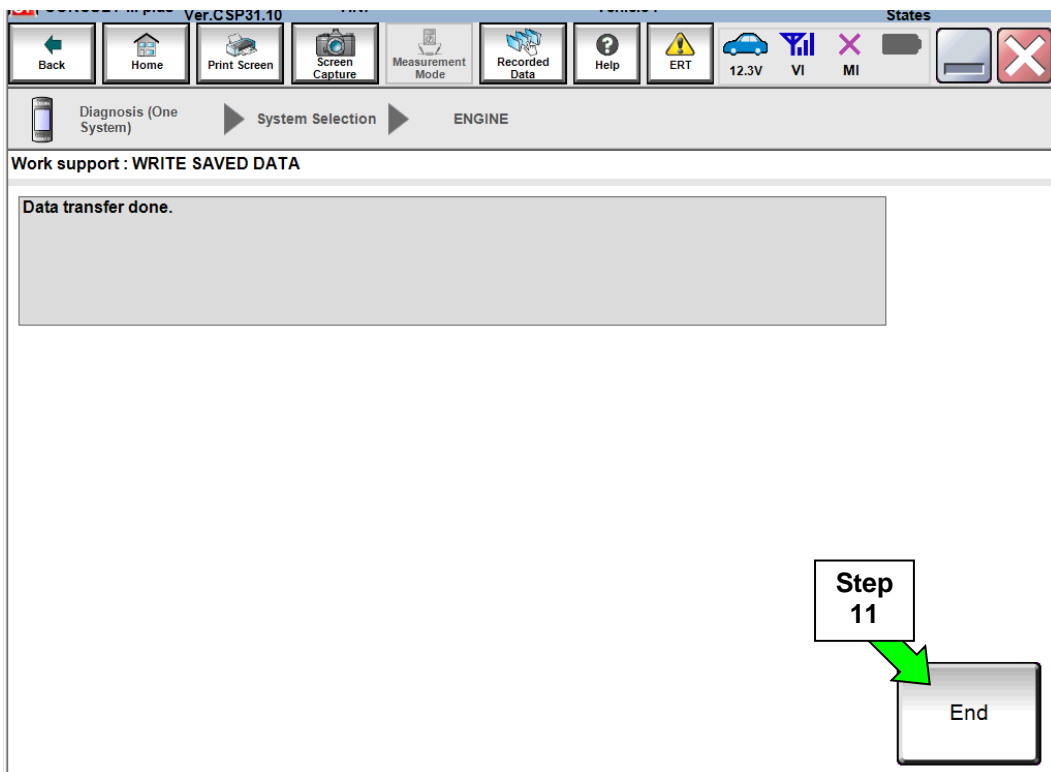 Ver.CSP31.10
States
Back
Home
Print Screen
Screen
Capture
Measurement
Mode
Recorded
Data
Help
ERT
12.3V
VI
MI
Diagnosis (One
System)
System Selection
ENGINE
Work support : WRITE SAVED DATA
Data transfer done.
Step
11
End